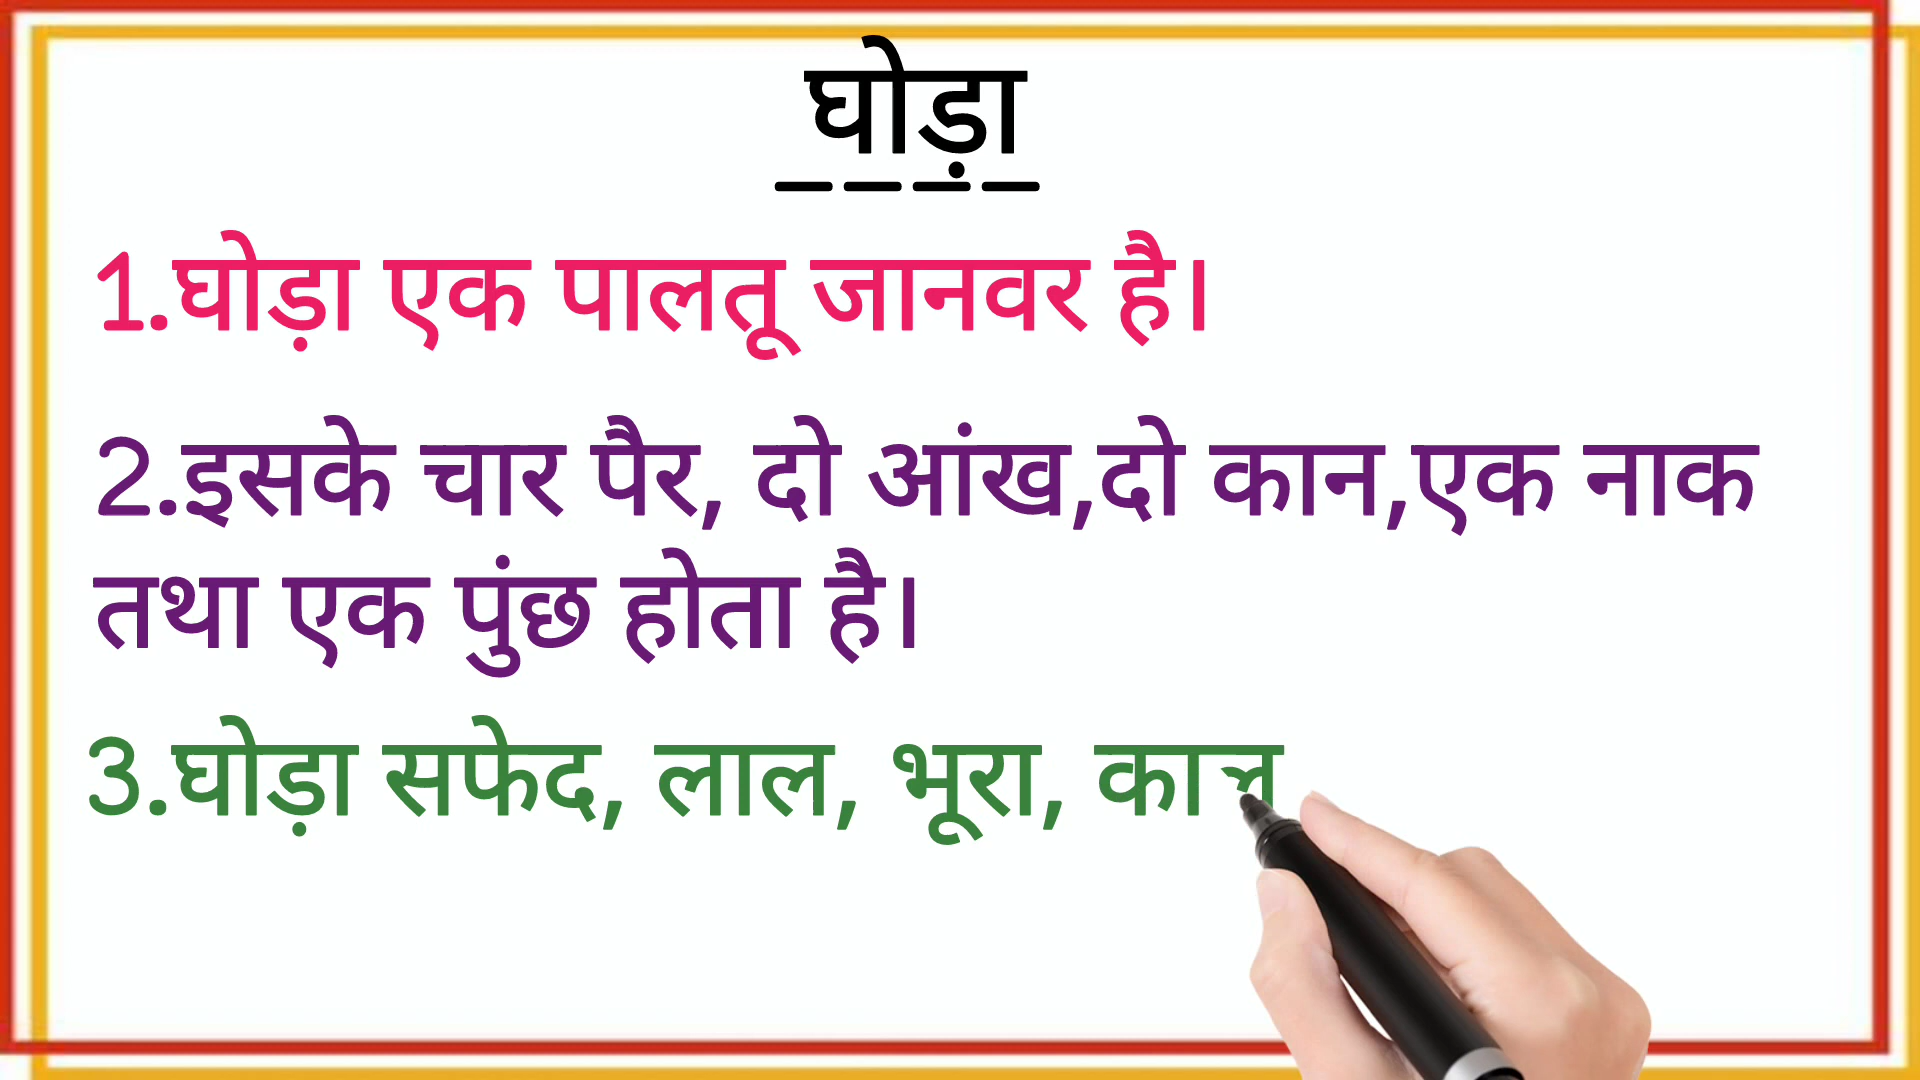 घोड़ा
1.घोड़ा एक पालतू जानवर है।
2.इसके चार पैर, दो आंख,दो कान,एक नाक
तथा एक पुंछ होता है।
3.घोड़ा सफेद, लाल, भूरा,